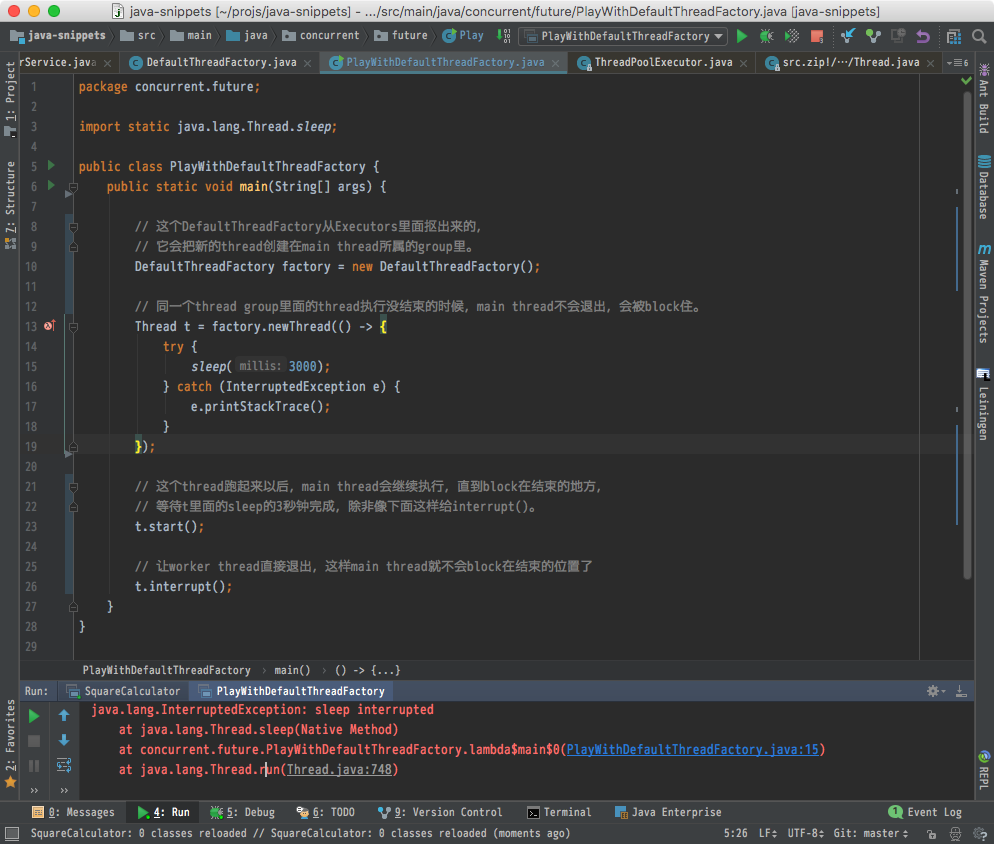 java-snippets [~/projs/java-snippets] - .../src/main/java/concurrent/future/PlayWithDefaultThreadFactory.java [java-snippets]
java-snippets src main java concurrent future Play PlayWithDefaultThreadFactory
rService.java DefaultThreadFactory.java PlayWithDefaultThreadFactory.java ThreadPoolExecutor.java src.zip!/…/Thread.java 6
1: Project
7: Structure
2: Favorites
1 package concurrent.future;
2
3 import static java.lang.Thread.sleep;
4
5 public class PlayWithDefaultThreadFactory {
6 public static void main(String[] args) {
7
8 // 这个DefaultThreadFactory从Executors里面抠出来的,
9 // 它会把新的thread创建在main thread所属的group里。
10 DefaultThreadFactory factory = new DefaultThreadFactory();
11
12 // 同一个thread group里面的thread执行没结束的时候, main thread不会退出, 会被block住。
13 Thread t = factory.newThread(() -> {
14 try {
15 sleep( millis: 3000);
16 } catch (InterruptedException e) {
17 e.printStackTrace();
18 }
19 });
20
21 // 这个thread跑起来以后, main thread会继续执行, 直到block在结束的地方,
22 // 等待t里面的sleep的3秒钟完成, 除非像下面这样给interrupt()。
23 t.start();
24
25 // 让worker thread直接退出, 这样main thread就不会block在结束的位置了
26 t.interrupt();
27 }
28 }
29
Ant Build
Database
Maven Projects
Leiningen
REPL
PlayWithDefaultThreadFactory › main() › () -> {...}
Run: SquareCalculator PlayWithDefaultThreadFactory
java.lang.InterruptedException: sleep interrupted
at java.lang.Thread.sleep(Native Method)
at concurrent.future.PlayWithDefaultThreadFactory.lambda$main$0(PlayWithDefaultThreadFactory.java:15)
at java.lang.Thread.run(Thread.java:748)
0: Messages 4: Run 5: Debug 6: TODO 9: Version Control Terminal Java Enterprise 1 Event Log
SquareCalculator: 0 classes reloaded // SquareCalculator: 0 classes reloaded (moments ago) 5:26 LF UTF-8 Git: master